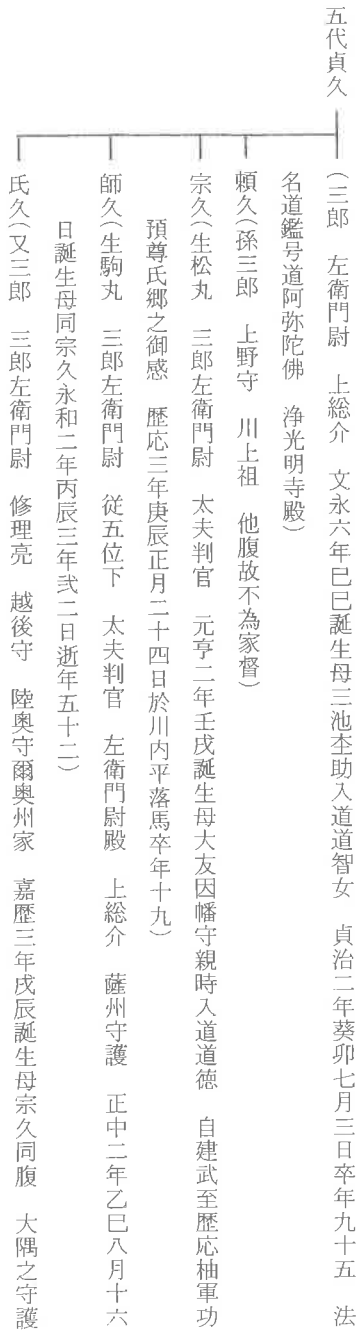 五代貞久
(三郎 左衛門尉 上総介 文永六年巳巳誕生母三池杢助入道道智女 貞治二年葵卯七月三日卒年九十五 法
名道鑑号道阿弥陀佛 浄光明寺殿)
頼久(孫三郎 上野守 川上祖 他腹故不為家督)
宗久(生松丸 三郎左衛門尉 太夫判官 元亨二年壬戌誕生母大友因幡守親時入道道徳 自建武至歴応柚軍功
預尊氏郷之御感 歴応三年庚辰正月二十四日於川内平落馬卒年十九)
師久(生駒丸 三郎左衛門尉 従五位下 太夫判官 左衛門尉殿 上総介 薩州守護 正中二年乙巳八月十六
日誕生母同宗久永和二年丙辰三年弐二日逝年五十二)
氏久(又三郎 三郎左衛門尉 修理亮 越後守 陸奥守爾奥州家 嘉歴三年戌辰誕生母宗久同腹 大隅之守護